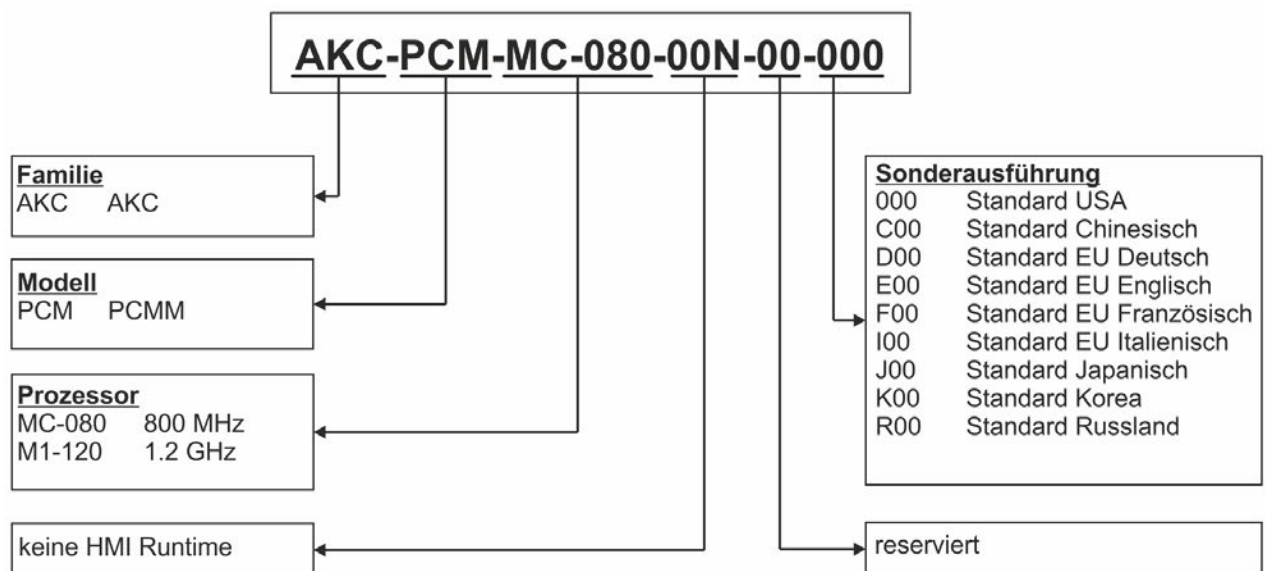 AKC-PCM-MC-080-00N-00-000
Familie
AKC AKC
Modell
PCM PCMM
Prozessor
MC-080 800 MHz
M1-120 1.2 GHz
keine HMI Runtime
Sonderausführung
000 Standard USA
C00 Standard Chinesisch
D00 Standard EU Deutsch
E00 Standard EU Englisch
F00 Standard EU Französisch
I00 Standard EU Italienisch
J00 Standard Japanisch
K00 Standard Korea
R00 Standard Russland
reserviert